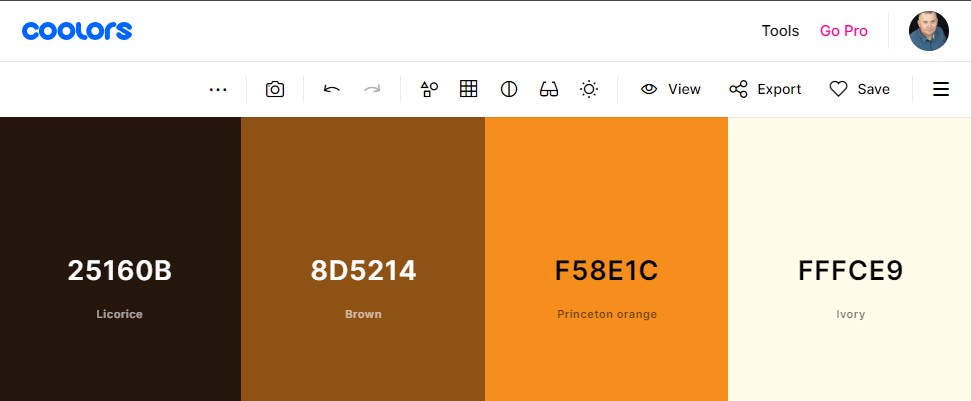 coolors
Tools Go Pro
View Export Save
25160B 8D5214 F58E1C FFFCE9
Licorice Brown Princeton orange Ivory